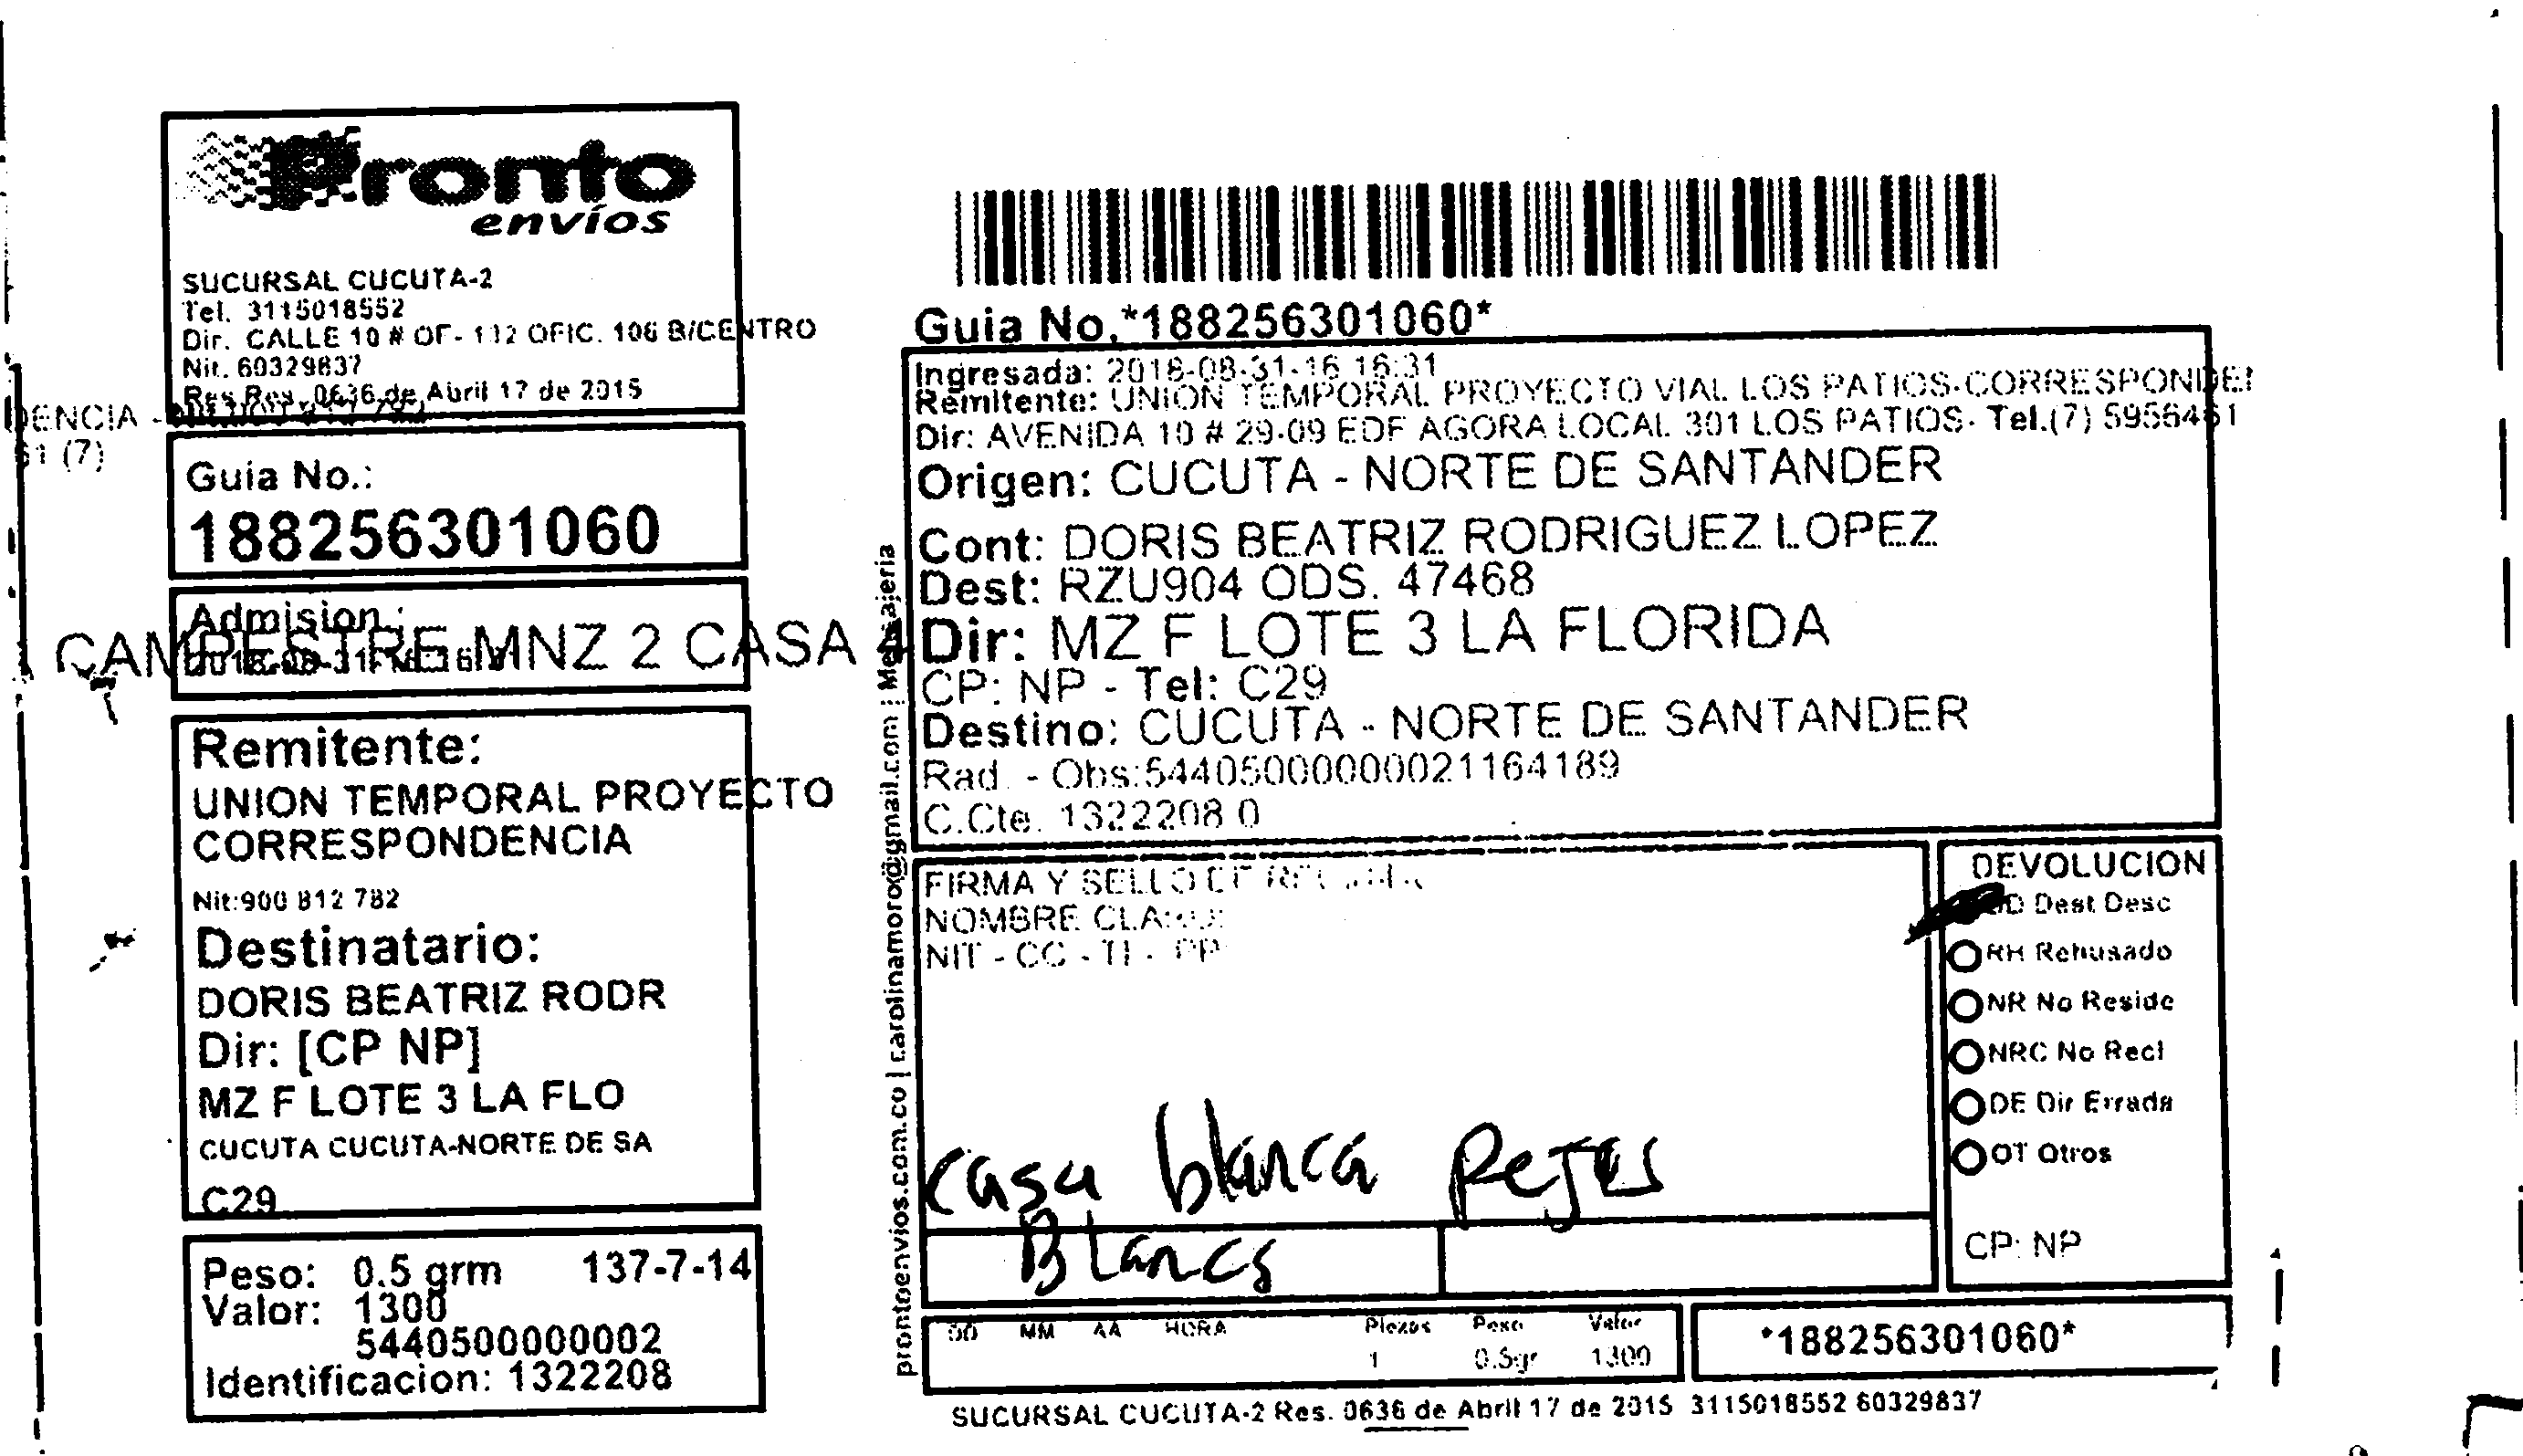 Pronto
envíos
SUCURSAL CUCUTA-2
Tel. 3115018552
Dir. CALLE 10 # OF- 112 OFIC. 106 B/CENTRO
Nit. 60329837
Res Res. 0636 de Abril 17 de 2015
DENCIA -
61 (7)
Guia No.:
188256301060
Admision.:
CAMPESTRE MNZ 2 CASA 4
Remitente:
UNION TEMPORAL PROYECTO
CORRESPONDENCIA
Nit:900 812 782
Destinatario:
DORIS BEATRIZ RODR
Dir: [CP NP]
MZ F LOTE 3 LA FLO
CUCUTA CUCUTA-NORTE DE SA
C29
Peso: 0.5 grm 137-7-14
Valor: 1300
5440500000002
Identificacion: 1322208
prontoenvios.com.co | carolinamoro@gmail.com | Mensajeria
Guia No.*188256301060*
Ingresada: 2018-08-31-16 16:31
Remitente: UNION TEMPORAL PROYECTO VIAL LOS PATIOS-CORRESPONDEN
Dir: AVENIDA 10 # 29-09 EDF AGORA LOCAL 301 LOS PATIOS- Tel.(7) 5956461
Origen: CUCUTA - NORTE DE SANTANDER
Cont: DORIS BEATRIZ RODRIGUEZ LOPEZ
Dest: RZU904 ODS. 47468
Dir: MZ F LOTE 3 LA FLORIDA
CP: NP - Tel: C29
Destino: CUCUTA - NORTE DE SANTANDER
Rad. - Obs:544050000000021164189
C.Cte. 1322208 0
FIRMA Y SELLO DE
NOMBRE
NIT - CC - TI - PP
casa blanca rejas
Blancs
DEVOLUCION
DD Dest Desc
RH Rehusado
NR No Reside
NRC No Recl
DE Dir Errada
OT Otros
CP: NP
DD MM AA HORA Piezas Peso Valor
1 0.5gr 1300
*188256301060*
SUCURSAL CUCUTA-2 Res. 0636 de Abril 17 de 2015 3115018552 60329837